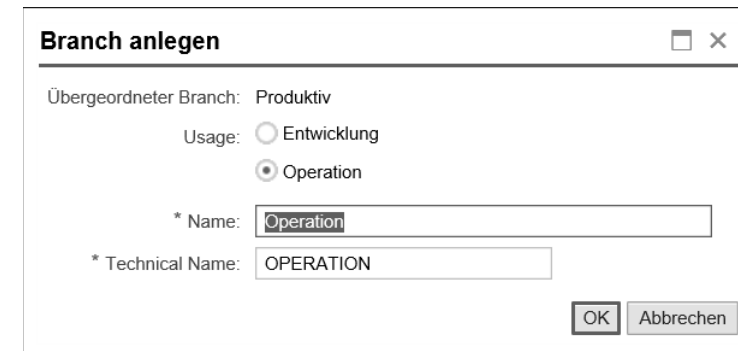 Branch anlegen
Übergeordneter Branch: Produktiv
Usage: Entwicklung
Operation
* Name: Operation
* Technical Name: OPERATION
OK Abbrechen